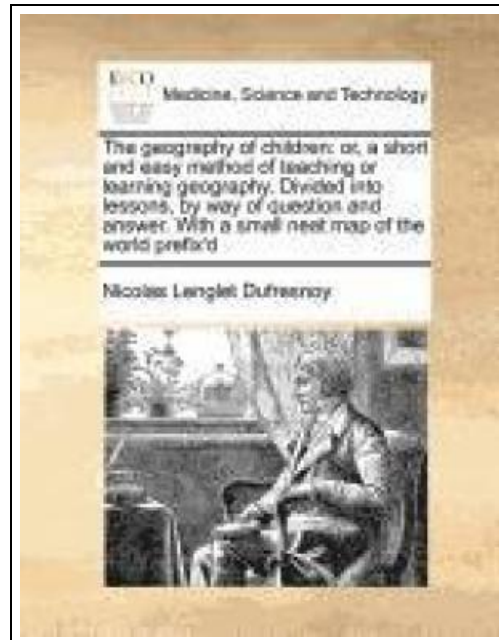 ECCO
Medicine, Science and Technology
The geography of children: or, a short
and easy method of teaching or
learning geography. Divided into
lessons, by way of question and
answer. With a small neat map of the
world prefix'd
Nicolas Lenglet Dufresnoy